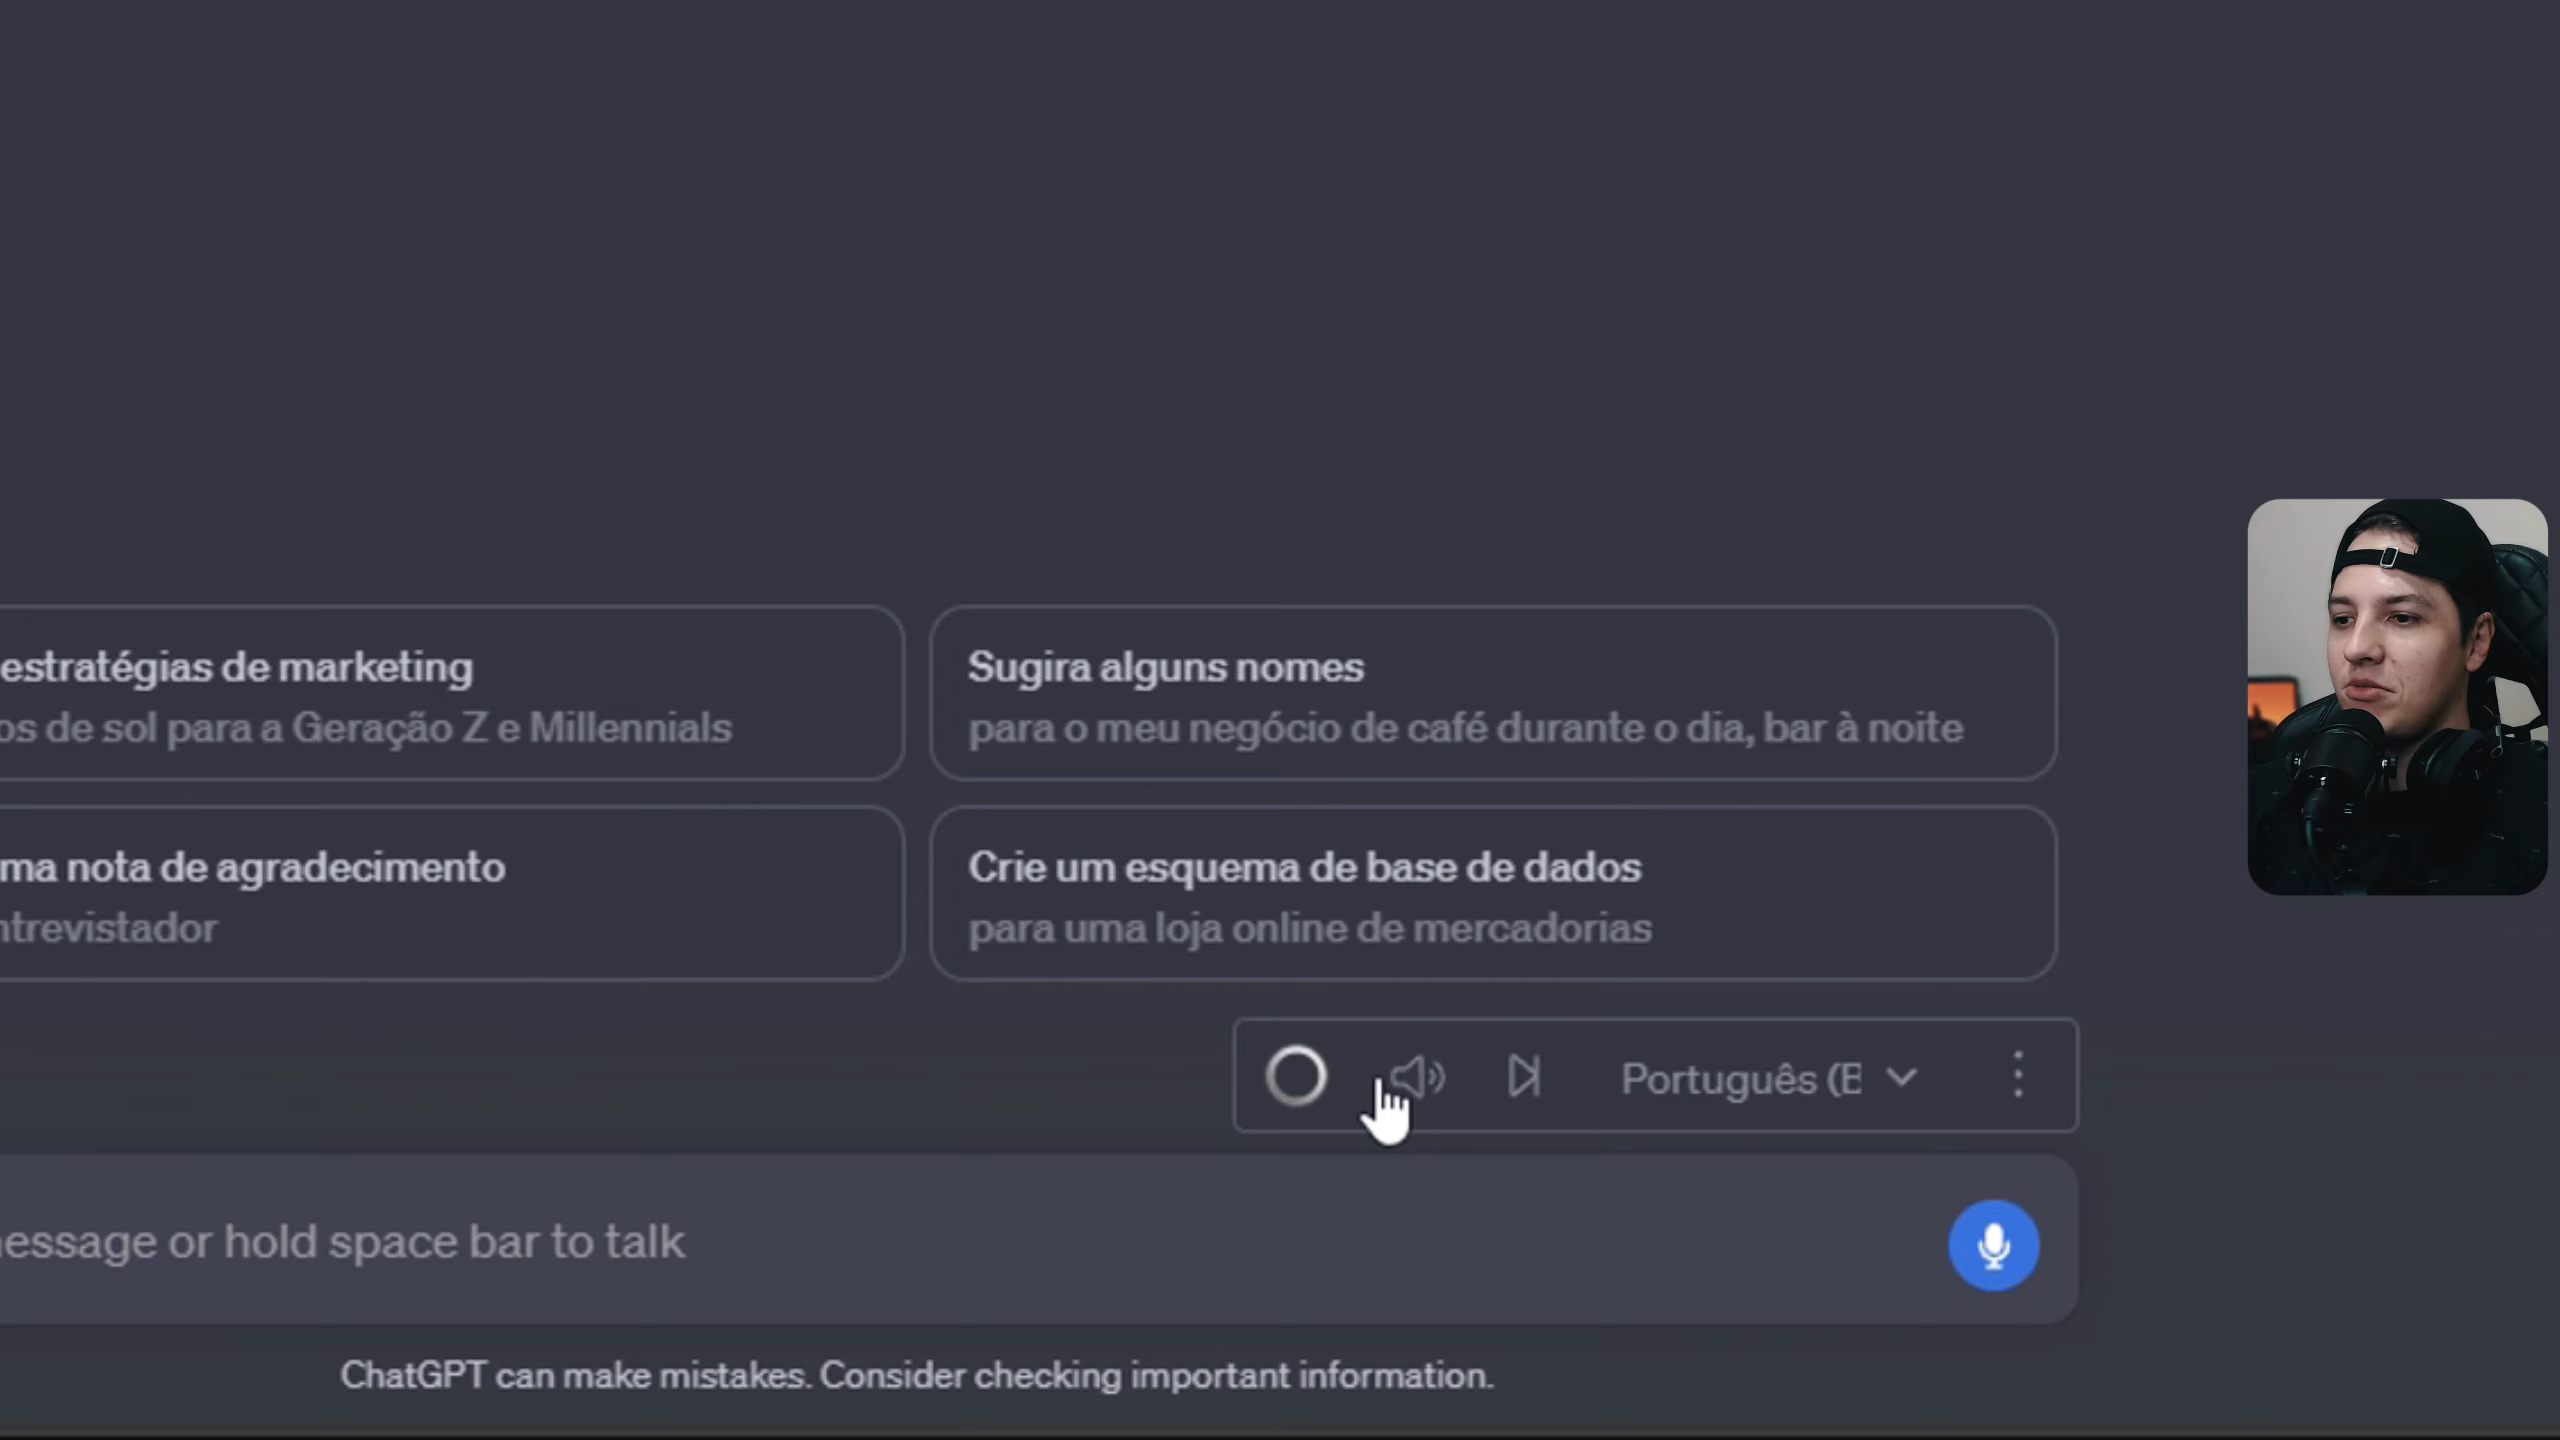 estratégias de marketing
os de sol para a Geração Z e Millennials
Sugira alguns nomes
para o meu negócio de café durante o dia, bar à noite
ma nota de agradecimento
ntrevistador
Crie um esquema de base de dados
para uma loja online de mercadorias
Português (B
essage or hold space bar to talk
ChatGPT can make mistakes. Consider checking important information.